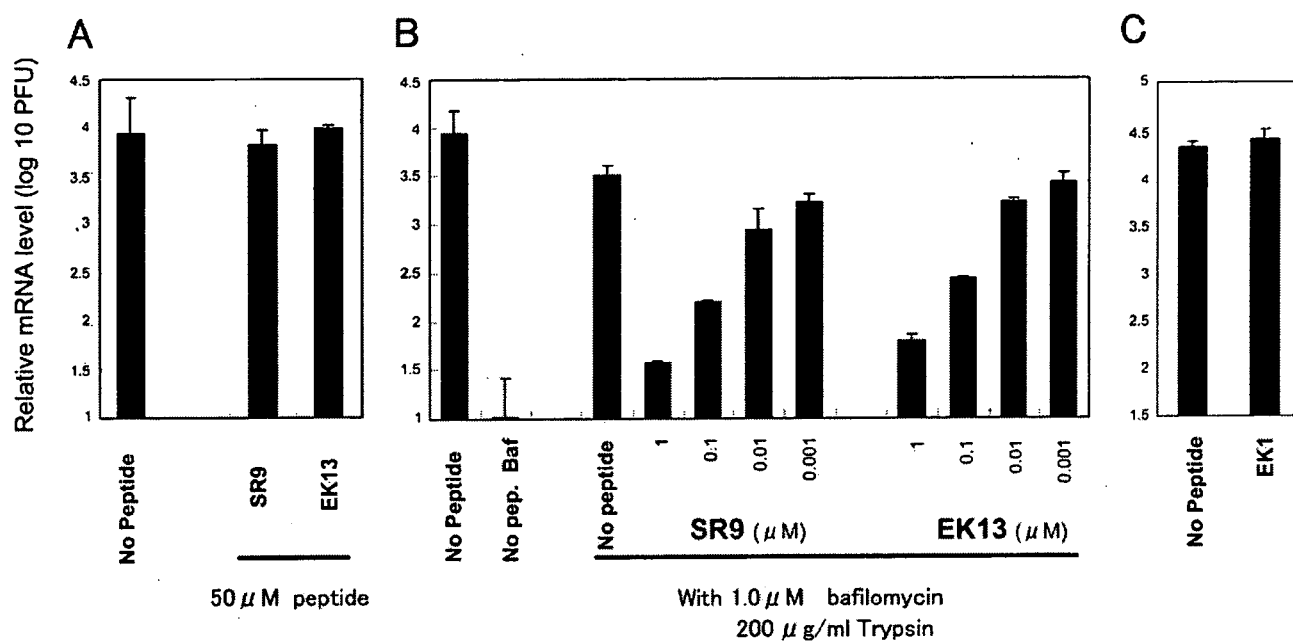 A
B
C
Relative mRNA level (log 10 PFU)
4.5
4
3.5
3
2.5
2
1.5
1
No Peptide
SR9
EK13
50 μM peptide
4.5
4
3.5
3
2.5
2
1.5
1
No Peptide
No pep. Baf
No peptide
1
0.1
0.01
0.001
1
0.1
0.01
0.001
SR9 (μM)
EK13 (μM)
With 1.0 μM bafilomycin
200 μg/ml Trypsin
5
4.5
4
3.5
3
2.5
2
1.5
No Peptide
EK1